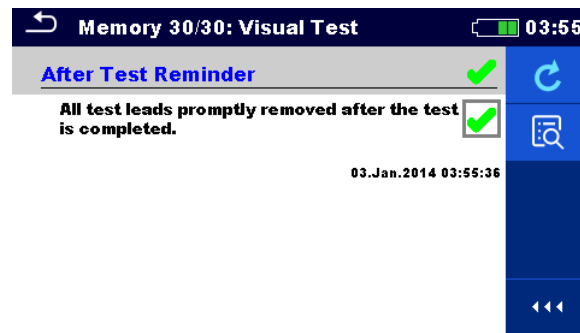 Memory 30/30: Visual Test
03:55
After Test Reminder
All test leads promptly removed after the test
is completed.
03.Jan.2014 03:55:36